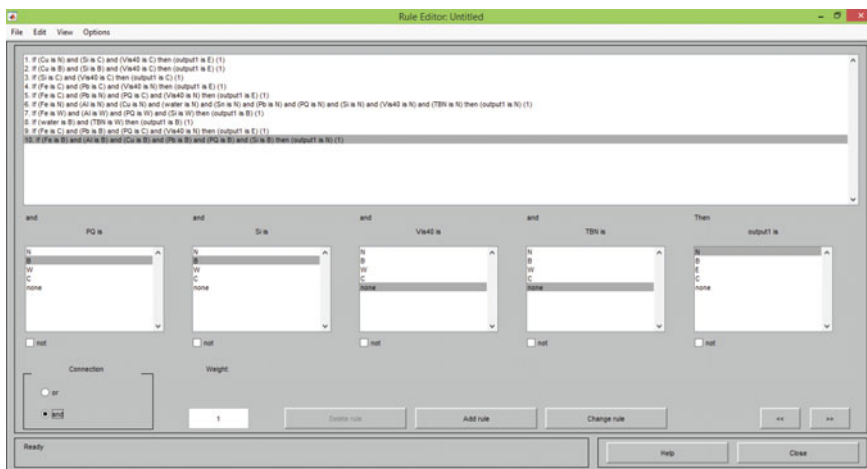 Rule Editor: Untitled
File Edit View Options
1. If (Cu is N) and (Si is C) and (Vis40 is C) then (output1 is E) (1)
2. If (Cu is B) and (Si is B) and (Vis40 is C) then (output1 is E) (1)
3. If (Si is C) and (Vis40 is C) then (output1 is C) (1)
4. If (Fe is C) and (Pb is C) and (Vis40 is N) then (output1 is E) (1)
5. If (Fe is C) and (Pb is N) and (PQ is C) and (Vis40 is N) then (output1 is E) (1)
6. If (Fe is N) and (Al is N) and (Cu is N) and (water is N) and (Sn is N) and (Pb is N) and (PQ is N) and (Si is N) and (Vis40 is N) and (TBN is N) then (output1 is N) (1)
7. If (Fe is W) and (Al is W) and (PQ is W) and (Si is W) then (output1 is B) (1)
8. If (water is B) and (TBN is W) then (output1 is B) (1)
9. If (Fe is C) and (Pb is B) and (PQ is C) and (Vis40 is N) then (output1 is E) (1)
10. If (Fe is B) and (Al is B) and (Cu is B) and (Pb is B) and (PQ is B) and (Si is B) then (output1 is N) (1)
and and and and Then
PQ is Si is Vis40 is TBN is output1 is
N N N N N
B B B B B
W W W W E
C C C C C
none none none none none
not not not not not
Connection Weight:
or
and 1 Delete rule Add rule Change rule << >>
Ready Help Close